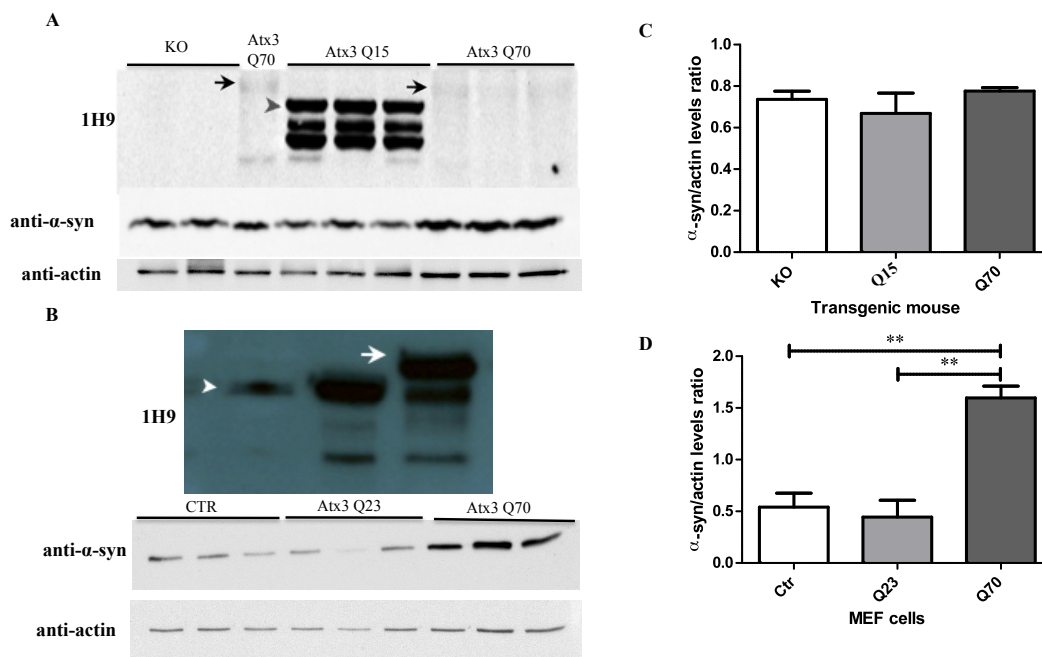 A
KO
Atx3
Q70
Atx3 Q15
Atx3 Q70
1H9
anti-α-syn
anti-actin
B
1H9
CTR
Atx3 Q23
Atx3 Q70
anti-α-syn
anti-actin
C
α-syn/actin levels ratio
1.0
0.8
0.6
0.4
0.2
0.0
KO
Q15
Q70
Transgenic mouse
D
**
**
α-syn/actin levels ratio
2.0
1.5
1.0
0.5
0.0
Ctr
Q23
Q70
MEF cells